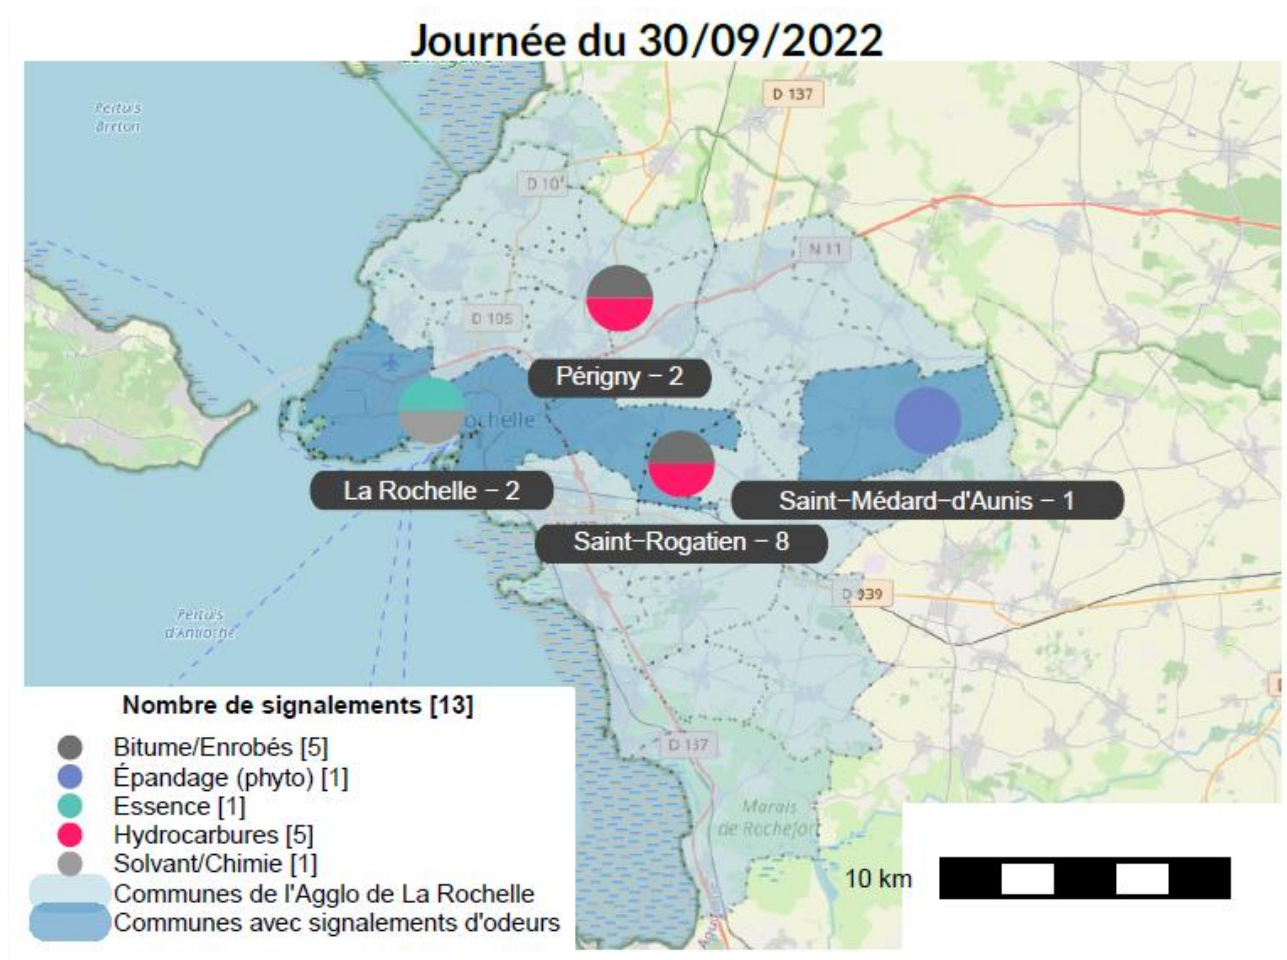 Journée du 30/09/2022
Pertuis
Breton
D 137
D 10
N 11
D 105
Périgny – 2
ochelle
La Rochelle – 2
Saint–Médard–d'Aunis – 1
Saint–Rogatien – 8
D 939
Pertuis
d'Antioche
D 137
Marais
de Rochefort
Nombre de signalements [13]
Bitume/Enrobés [5]
Épandage (phyto) [1]
Essence [1]
Hydrocarbures [5]
Solvant/Chimie [1]
Communes de l'Agglo de La Rochelle
Communes avec signalements d'odeurs
10 km